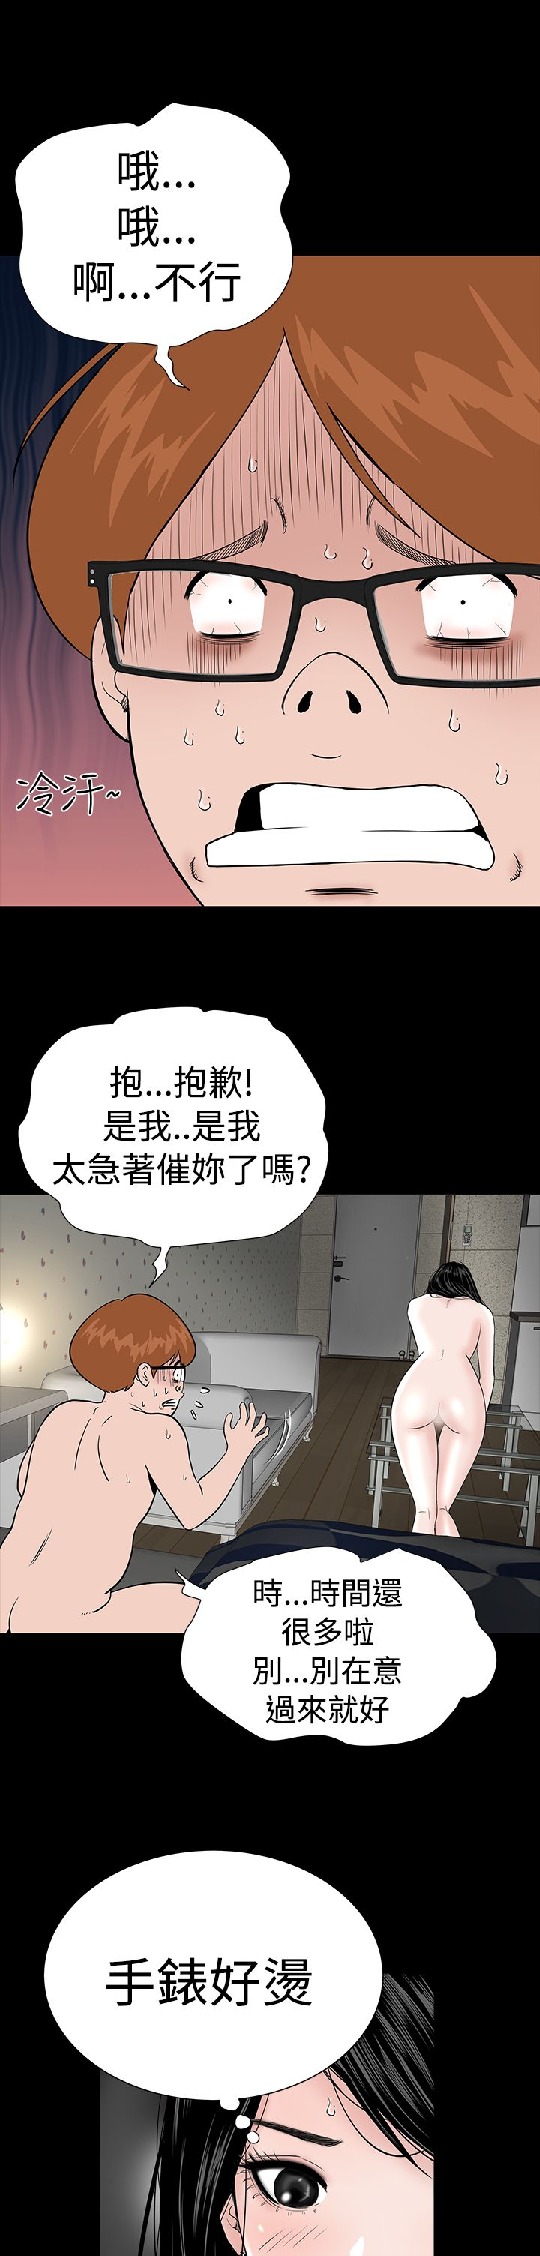 哦...
哦...
啊...不行
冷汗~
抱...抱歉!
是我..是我
太急著催妳了嗎?
時...時間還
很多啦
別...別在意
過來就好
手錶好燙